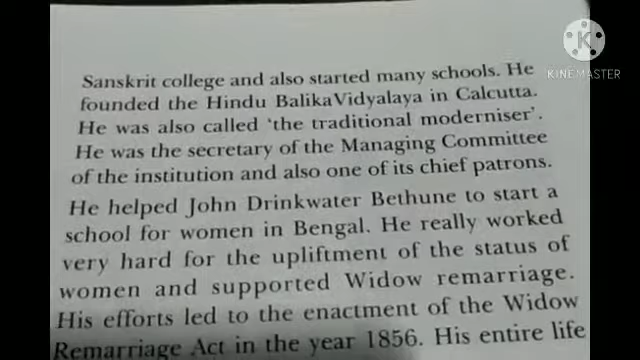 Sanskrit college and also started many schools. He
founded the Hindu Balika Vidyalaya in Calcutta.
He was also called 'the traditional moderniser'.
He was the secretary of the Managing Committee
of the institution and also one of its chief patrons.
He helped John Drinkwater Bethune to start a
school for women in Bengal. He really worked
very hard for the upliftment of the status of
women and supported Widow remarriage.
His efforts led to the enactment of the Widow
Remarriage Act in the year 1856. His entire life
KINEMASTER